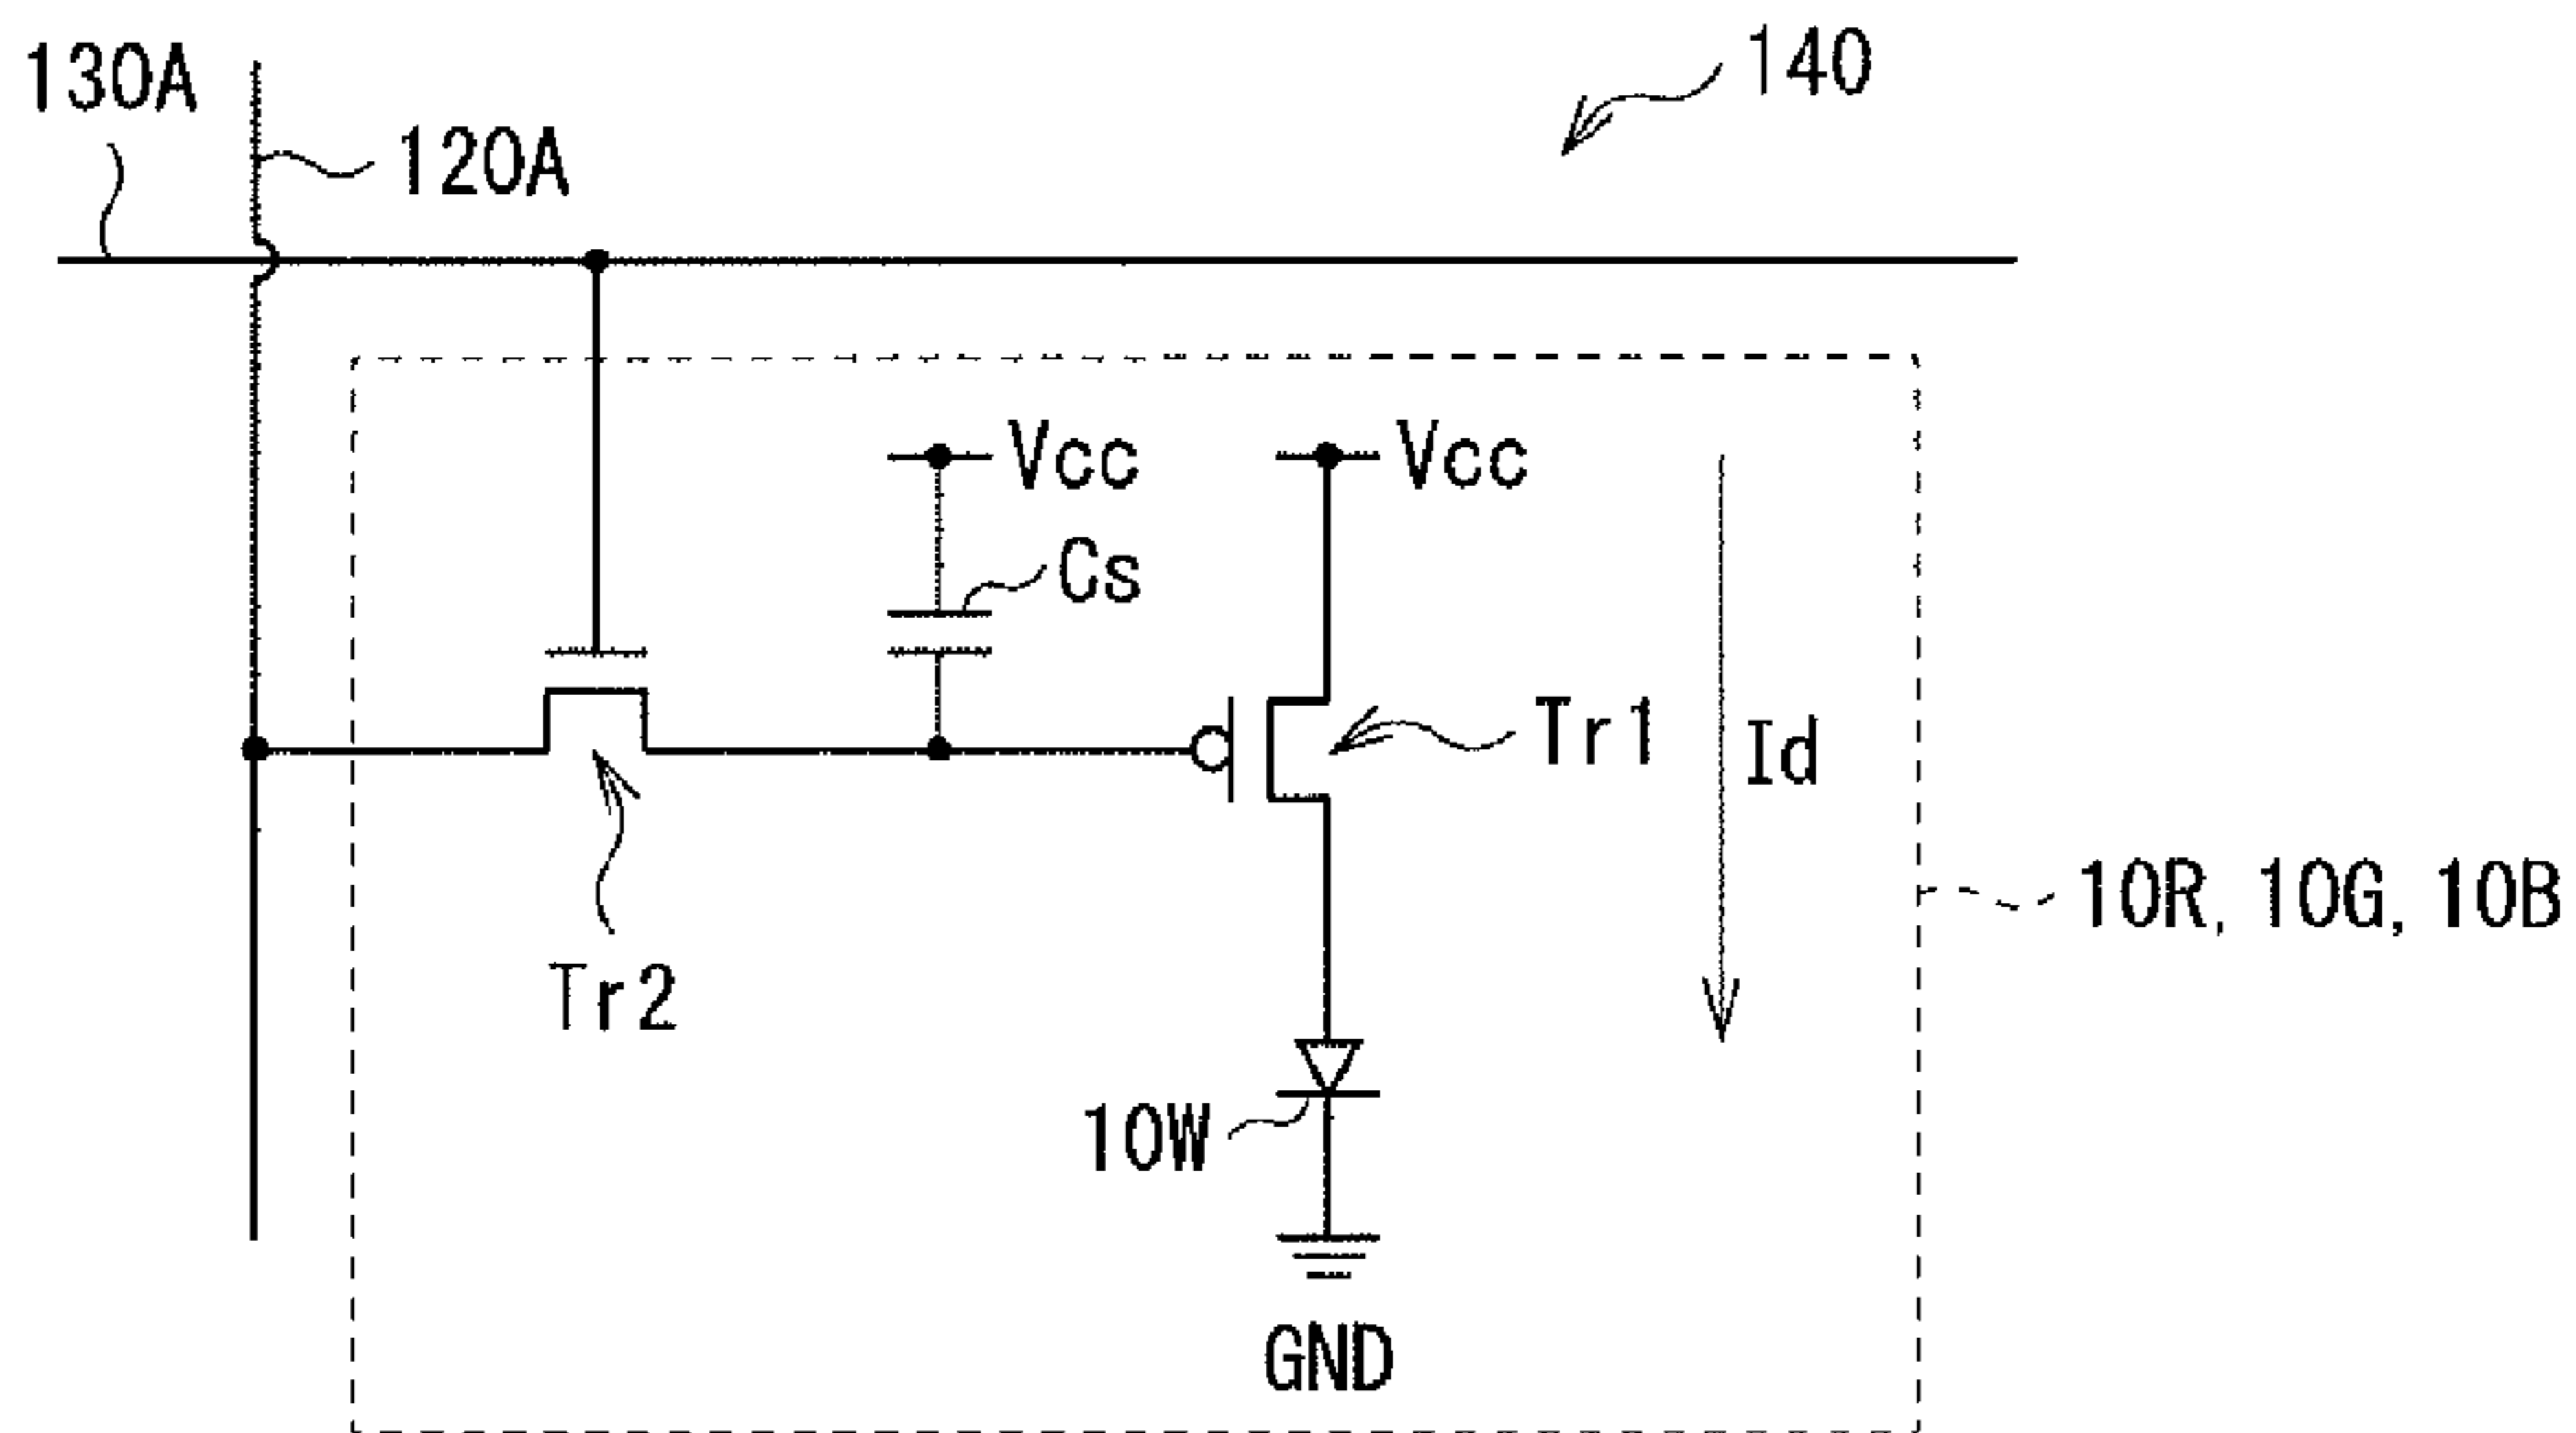 140
130A
120A
Vcc
Vcc
Cs
Tr1
Id
10R, 10G, 10B
Tr2
10W
GND